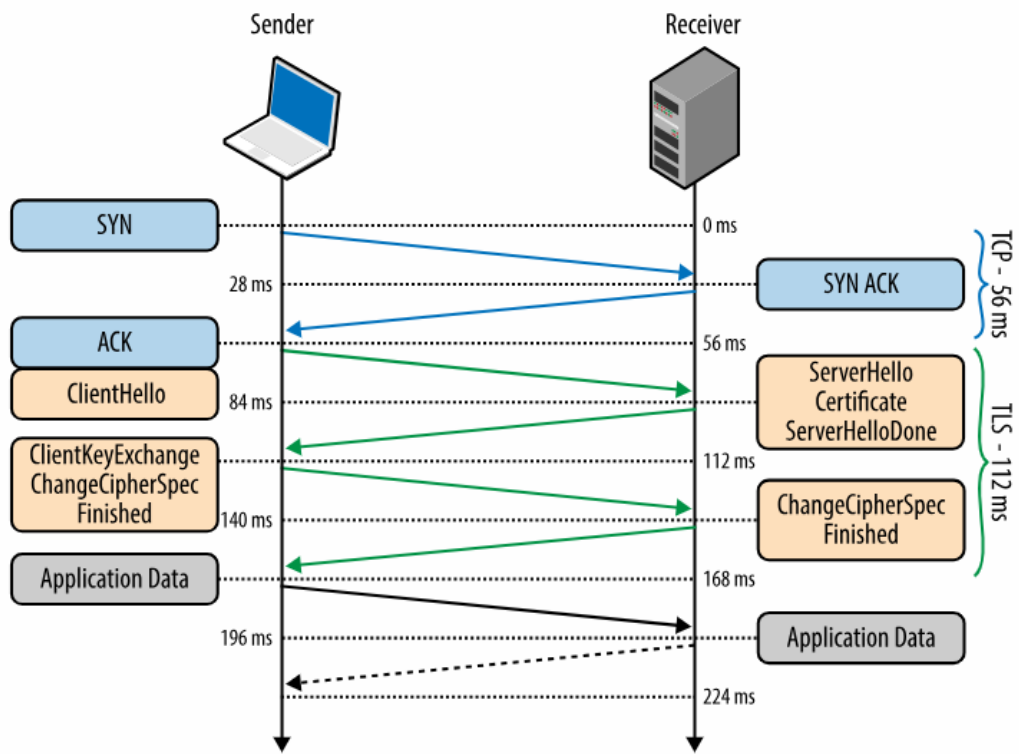 Sender
Receiver
SYN
0 ms
28 ms
SYN ACK
TCP - 56 ms
ACK
56 ms
ClientHello
84 ms
ServerHello
Certificate
ServerHelloDone
TLS - 112 ms
ClientKeyExchange
ChangeCipherSpec
Finished
112 ms
140 ms
ChangeCipherSpec
Finished
Application Data
168 ms
196 ms
Application Data
224 ms